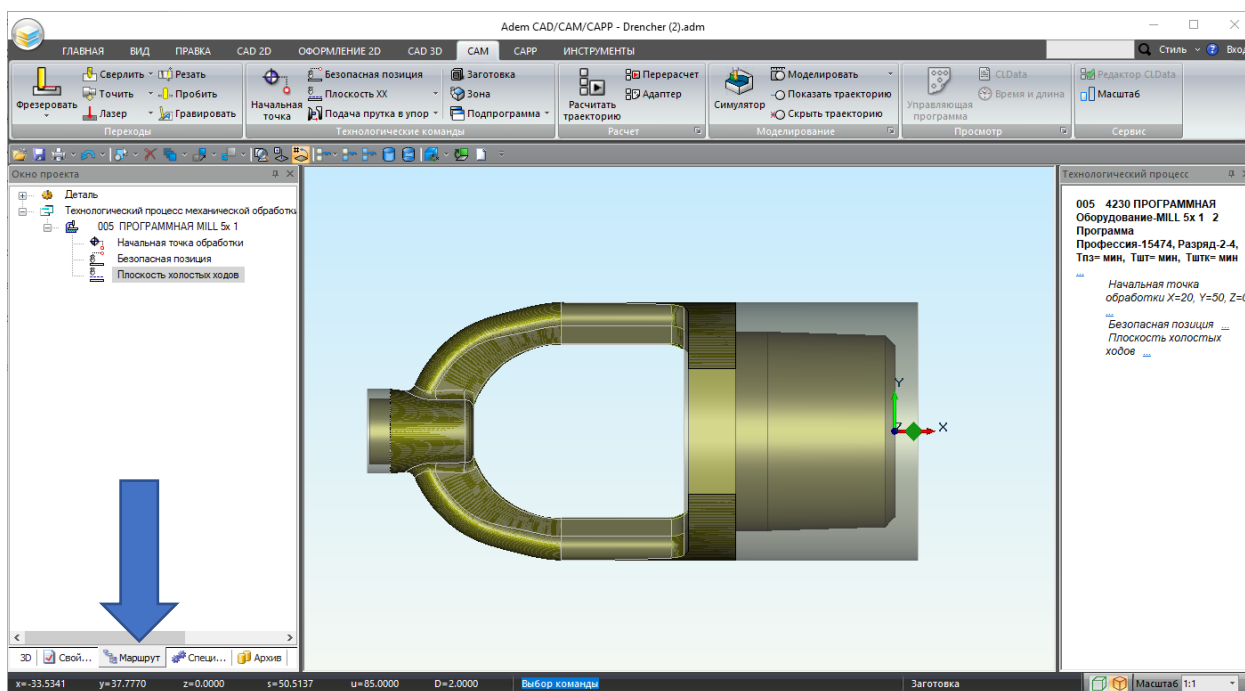 Adem CAD/CAM/CAPP - Drencher (2).adm
ГЛАВНАЯ ВИД ПРАВКА CAD 2D ОФОРМЛЕНИЕ 2D CAD 3D CAM CAPP ИНСТРУМЕНТЫ Стиль Вход
Фрезеровать
Сверлить Резать
Точить Пробить
Лазер Гравировать
Переходы
Начальная точка
Безопасная позиция Заготовка
Плоскость ХХ Зона
Подача прутка в упор Подпрограмма
Технологические команды
Расчитать траекторию
Перерасчет
Адаптер
Расчет
Симулятор
Моделировать
Показать траекторию
Скрыть траекторию
Моделирование
Управляющая программа
CLData
Время и длина
Просмотр
Редактор CLData
Масштаб
Сервис
Окно проекта
Деталь
Технологический процесс механической обработки
005 ПРОГРАММНАЯ MILL 5x 1
Начальная точка обработки
Безопасная позиция
Плоскость холостых ходов
Y
Z X
Технологический процесс
005 4230 ПРОГРАММНАЯ
Оборудование-MILL 5x 1 2
Программа
Профессия-15474, Разряд-2-4,
Тпз= мин, Тшт= мин, Тштк= мин
...
Начальная точка
обработки X=20, Y=50, Z=0
...
Безопасная позиция ...
Плоскость холостых
ходов ...
3D Свой... Маршрут Специ... Архив
x=-33.5341 y=37.7770 z=0.0000 s=50.5137 u=85.0000 D=2.0000 Выбор команды Заготовка Масштаб 1:1